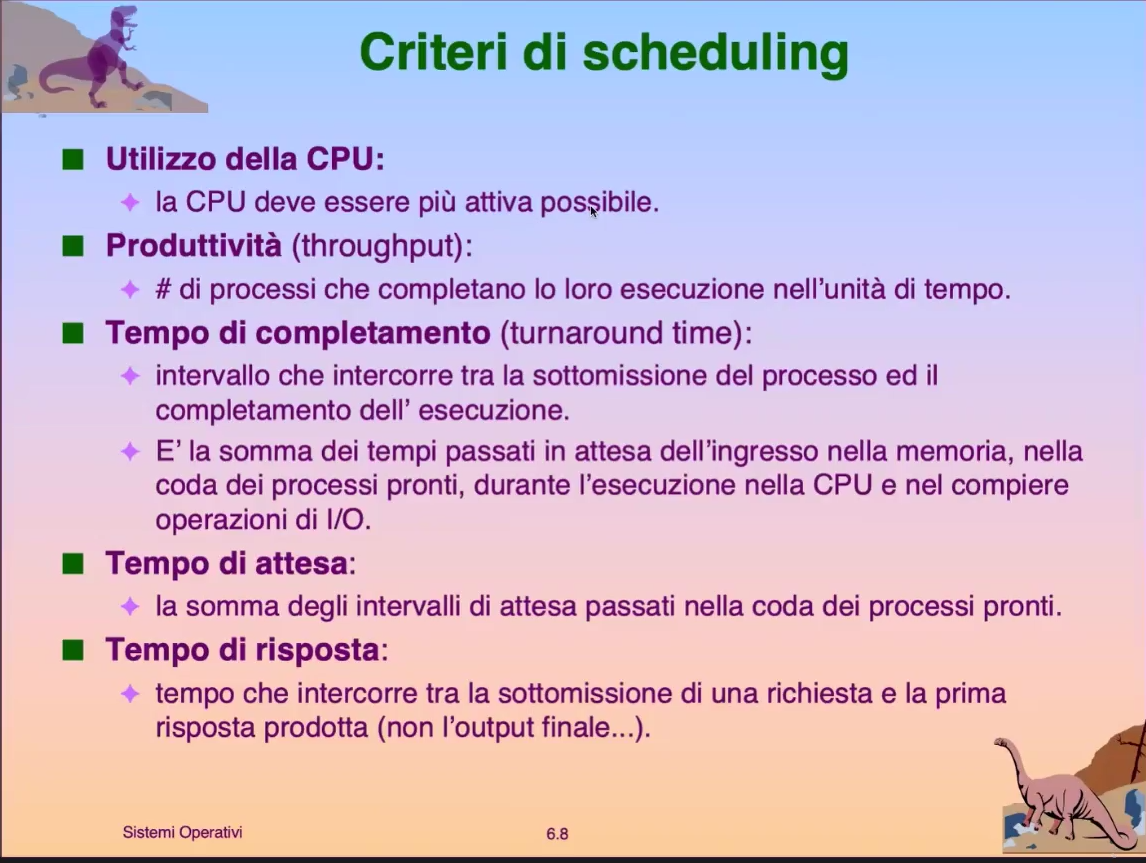 Criteri di scheduling
Utilizzo della CPU:
la CPU deve essere più attiva possibile.
Produttività (throughput):
# di processi che completano lo loro esecuzione nell'unità di tempo.
Tempo di completamento (turnaround time):
intervallo che intercorre tra la sottomissione del processo ed il
completamento dell' esecuzione.
E' la somma dei tempi passati in attesa dell'ingresso nella memoria, nella
coda dei processi pronti, durante l'esecuzione nella CPU e nel compiere
operazioni di I/O.
Tempo di attesa:
la somma degli intervalli di attesa passati nella coda dei processi pronti.
Tempo di risposta:
tempo che intercorre tra la sottomissione di una richiesta e la prima
risposta prodotta (non l'output finale...).
Sistemi Operativi
6.8